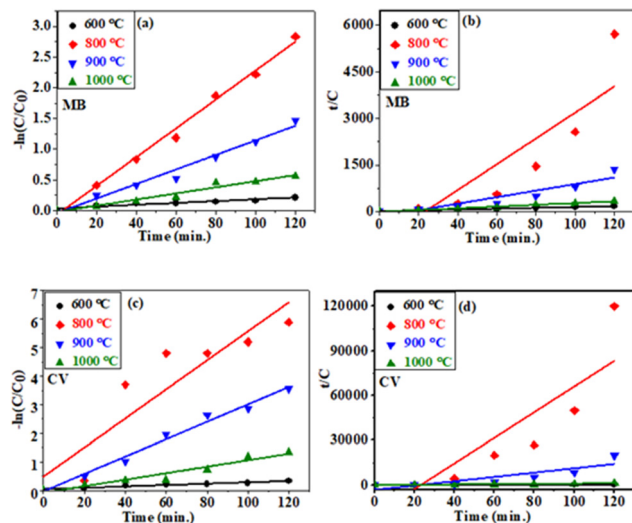 (a)
600 °C
800 °C
900 °C
1000 °C
MB
-ln(C/C0)
3.0
2.5
2.0
1.5
1.0
0.5
0.0
0 20 40 60 80 100 120
Time (min.)
(b)
600 °C
800 °C
900 °C
1000 °C
MB
t/C
6000
4500
3000
1500
0
0 20 40 60 80 100 120
Time (min.)
(c)
600 °C
800 °C
900 °C
1000 °C
CV
-ln(C/C0)
7
6
5
4
3
2
1
0
0 20 40 60 80 100 120
Time (min.)
(d)
600 °C
800 °C
900 °C
1000 °C
CV
t/C
120000
90000
60000
30000
0
0 20 40 60 80 100 120
Time (min.)